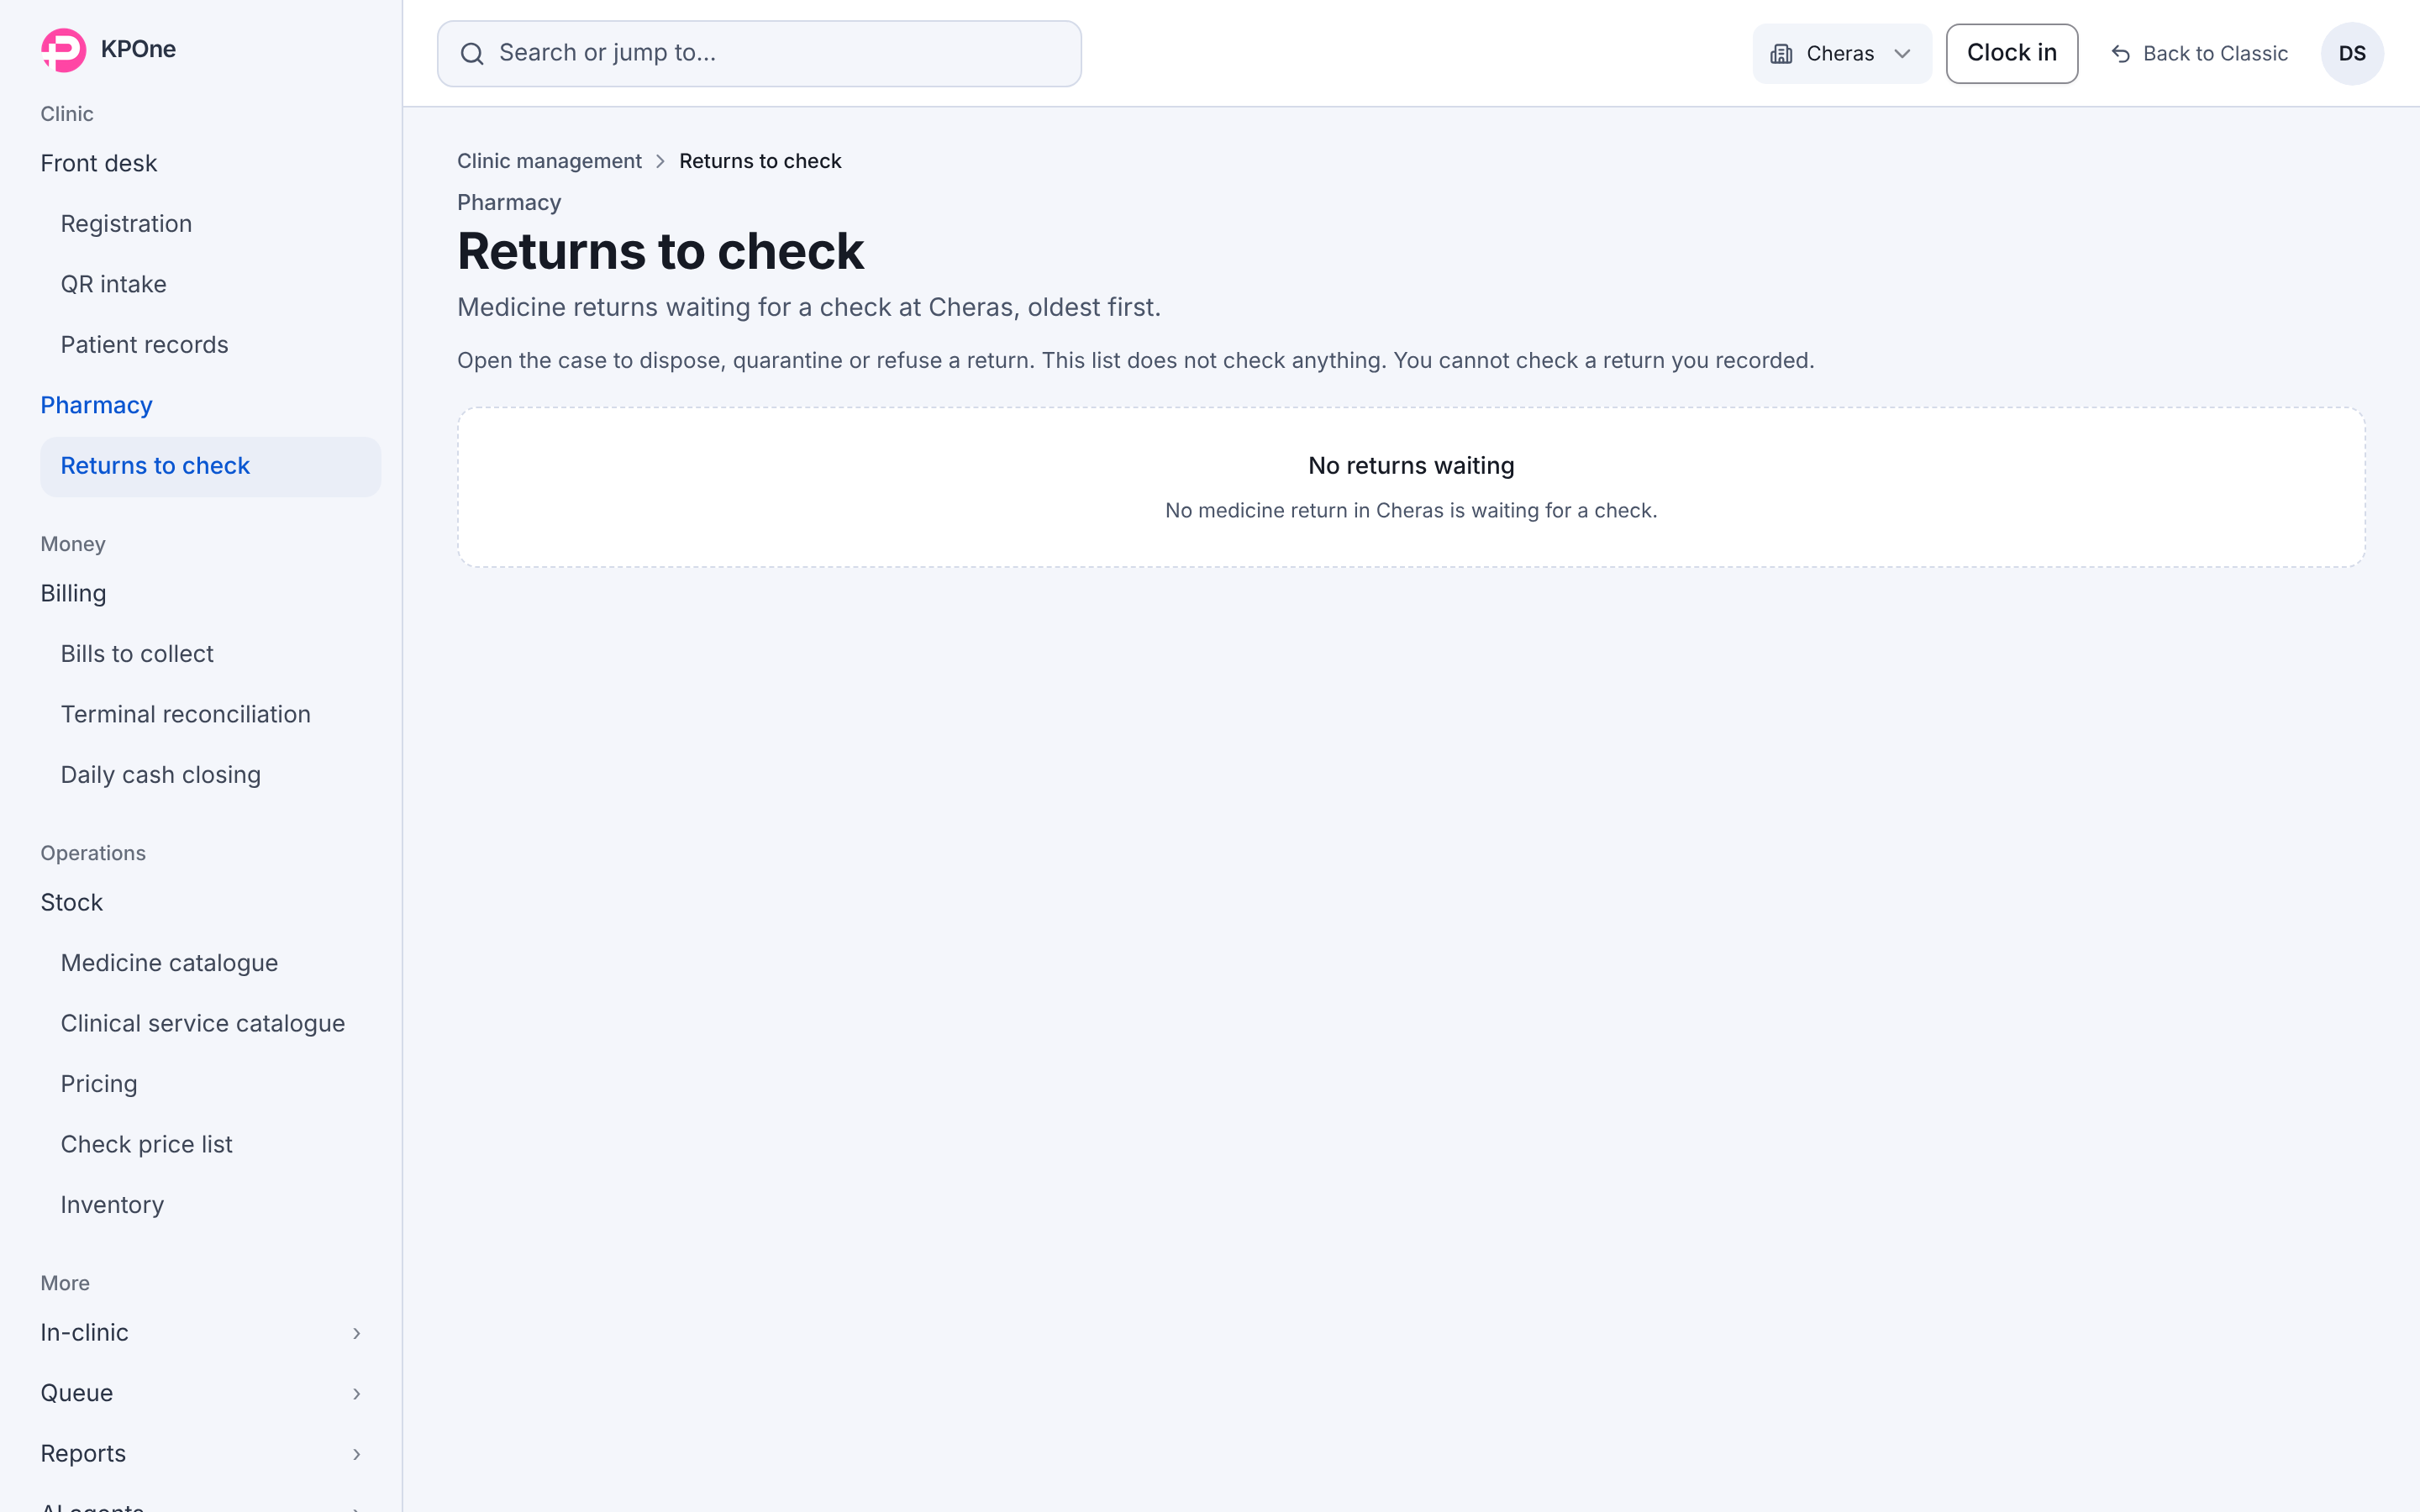 KPOne
Clinic
Front desk
Registration
QR intake
Patient records
Pharmacy
Returns to check
Money
Billing
Bills to collect
Terminal reconciliation
Daily cash closing
Operations
Stock
Medicine catalogue
Clinical service catalogue
Pricing
Check price list
Inventory
More
In-clinic
Queue
Reports
AI agents
Search or jump to...
Cheras
Clock in
Back to Classic
DS
Clinic management > Returns to check
Pharmacy
Returns to check
Medicine returns waiting for a check at Cheras, oldest first.
Open the case to dispose, quarantine or refuse a return. This list does not check anything. You cannot check a return you recorded.
No returns waiting
No medicine return in Cheras is waiting for a check.